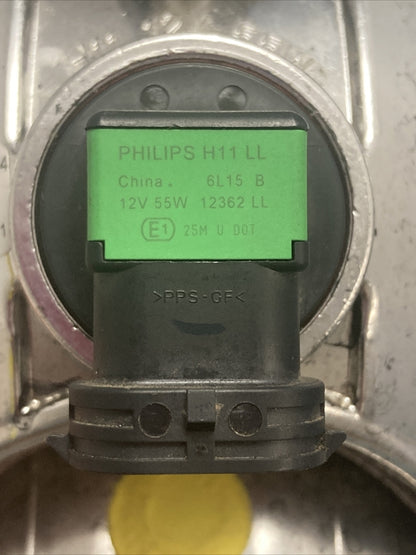 PHILIPS H11 LL
China. 6L15 B
12V 55W 12362 LL
E1 25M U DOT
>PPS-GF<